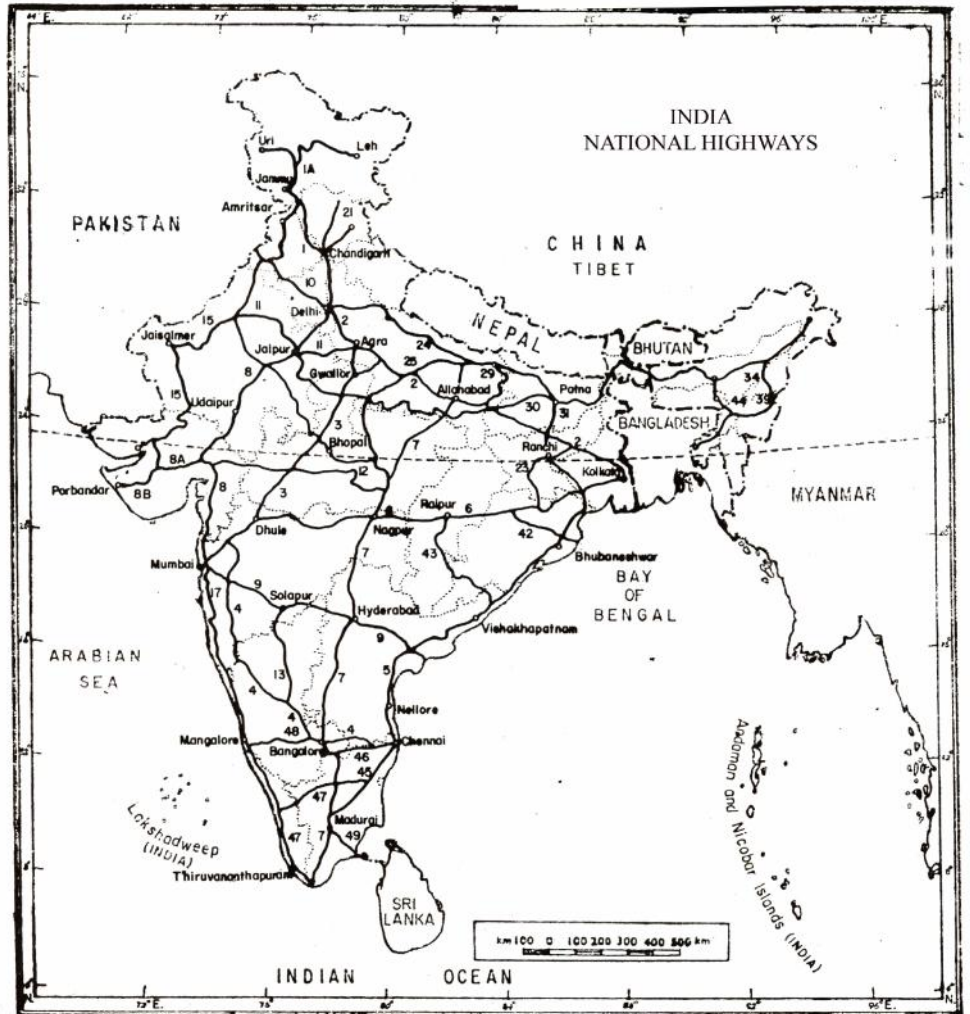 INDIA
NATIONAL HIGHWAYS
Uri
Leh
1A
Jammu
Amritsar
PAKISTAN
21
CHINA
TIBET
1
Chandigarh
10
11
Delhi
2
15
NEPAL
Jaisalmer
11
Agra
24
BHUTAN
Jaipur
Gwalior
25
29
8
2
Allahabad
Patna
34
15
Udaipur
30
31
44
39
BANGLADESH
3
Bhopal
7
Ranchi
2
8A
12
23
Kolkata
Porbandar
8B
8
MYANMAR
3
Raipur
6
6
Dhule
Nagpur
42
43
Bhubaneshwar
Mumbai
7
BAY
OF
BENGAL
17
9
4
Solapur
Hyderabad
Vishakhapatnam
9
ARABIAN
SEA
13
7
5
4
Nellore
4
48
4
Mangalore
Bangalore
Chennai
46
45
Andaman and Nicobar Islands (INDIA)
47
Lakshadweep
(INDIA)
Madurai
47
7
49
Thiruvananthapuram
SRI
LANKA
km 100 0 100 200 300 400 500 km
INDIAN OCEAN